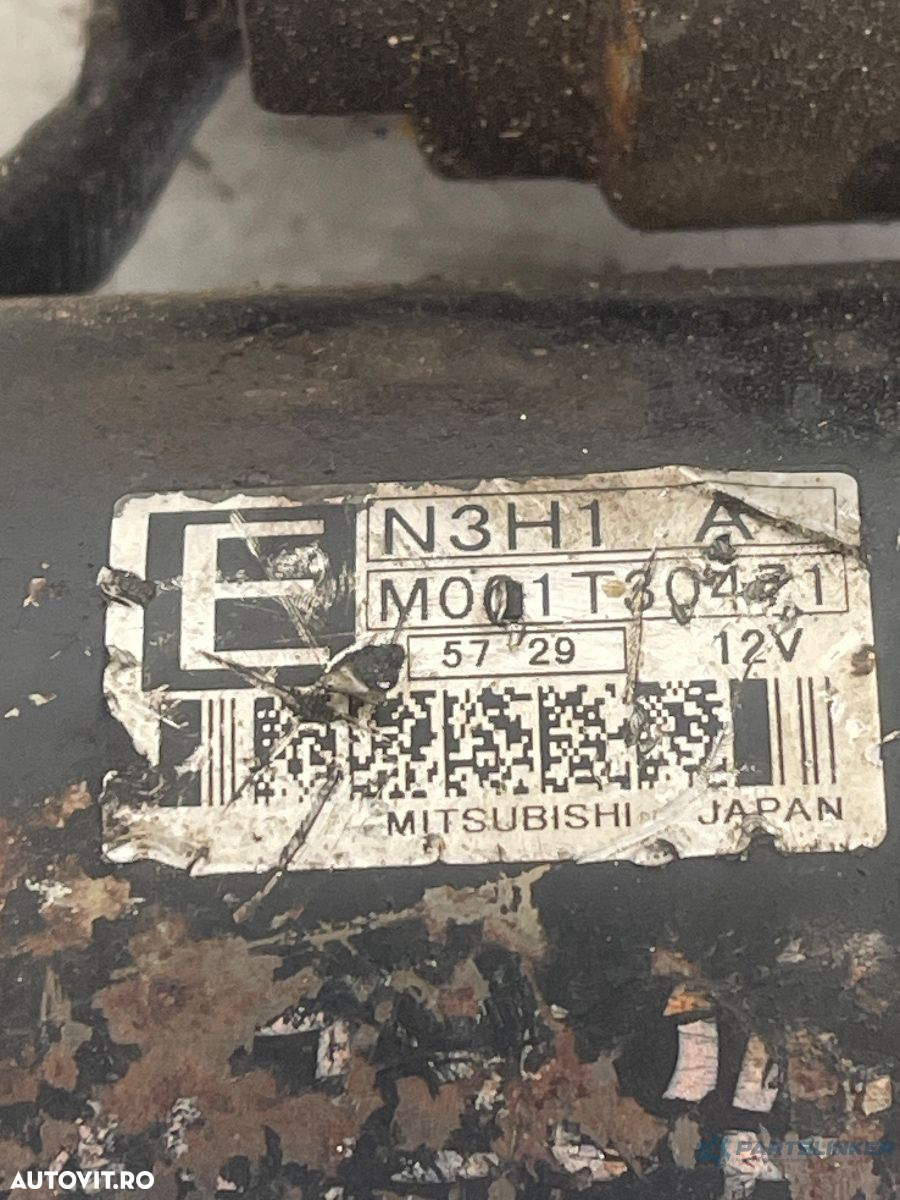 E
N3H1 A
M001T30471
57 29
12V
MITSUBISHI
JAPAN
PARTSLINKER
AUTOVIT.RO